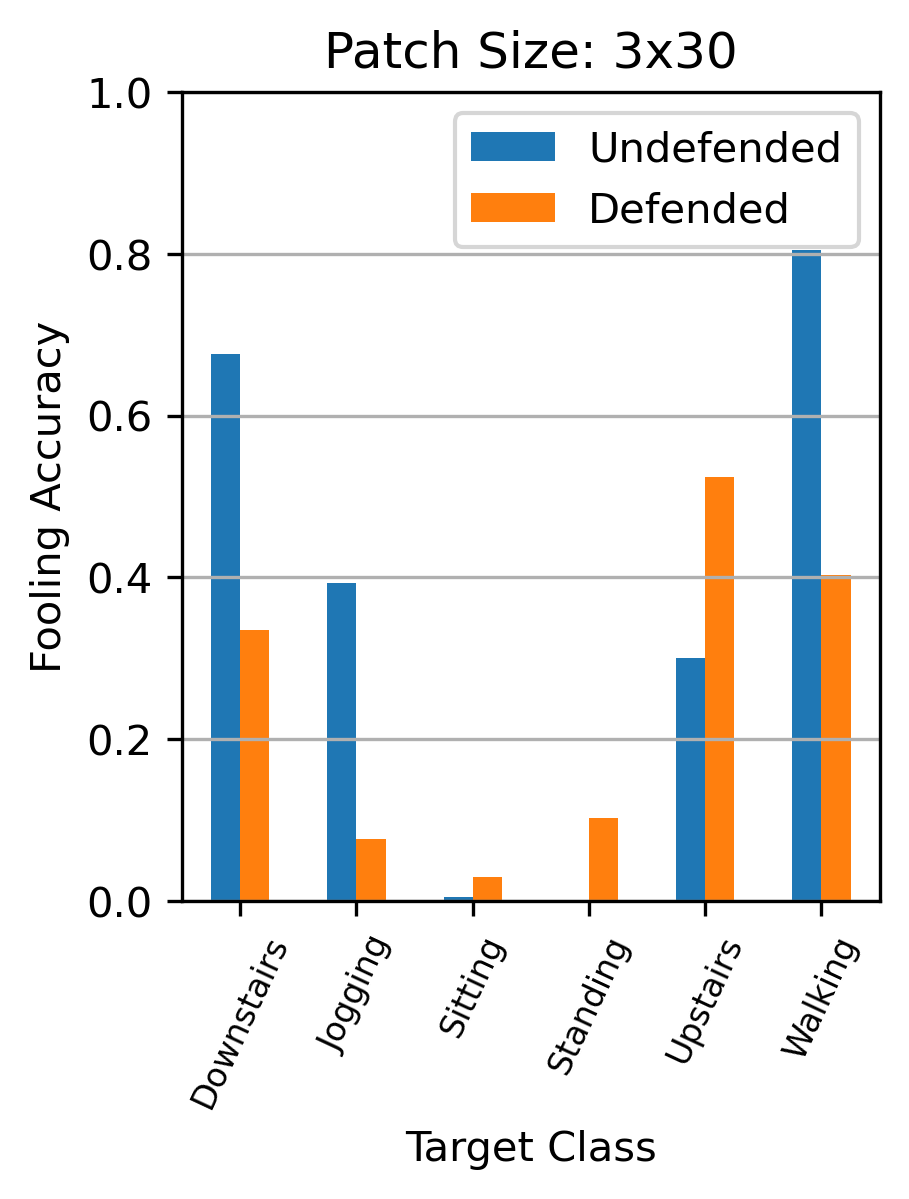 Patch Size: 3x30
1.0
Undefended
Defended
0.8
0.6
0.4
0.2
0.0
Fooling Accuracy
Downstairs
Jogging
Sitting
Standing
Upstairs
Walking
Target Class